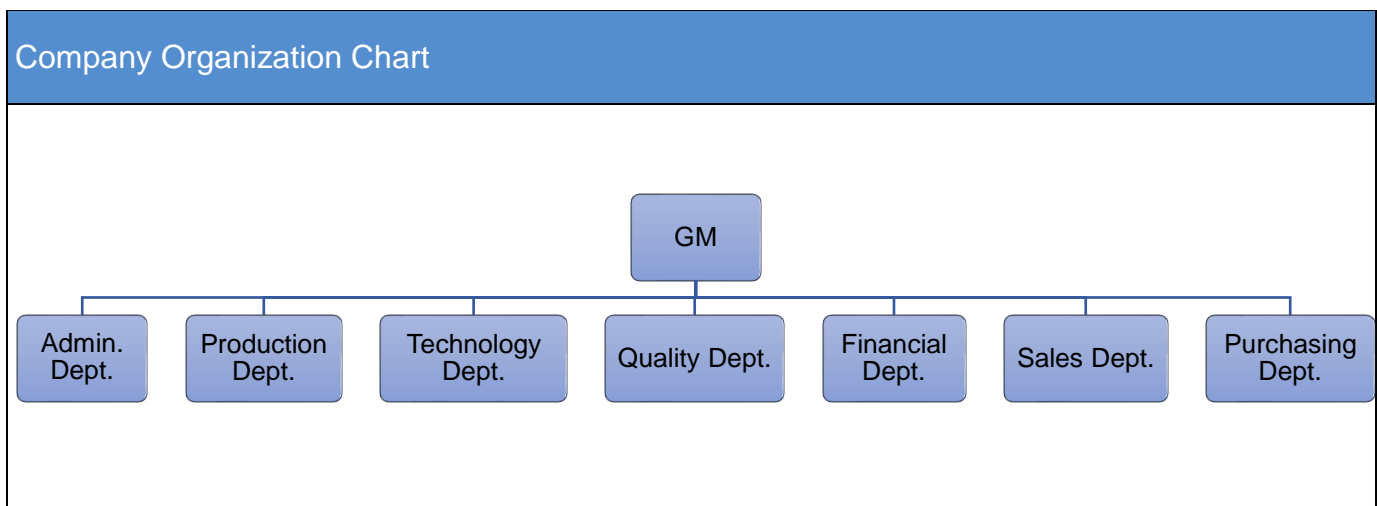 Company Organization Chart
GM
Admin.
Dept.
Production
Dept.
Technology
Dept.
Quality Dept.
Financial
Dept.
Sales Dept.
Purchasing
Dept.